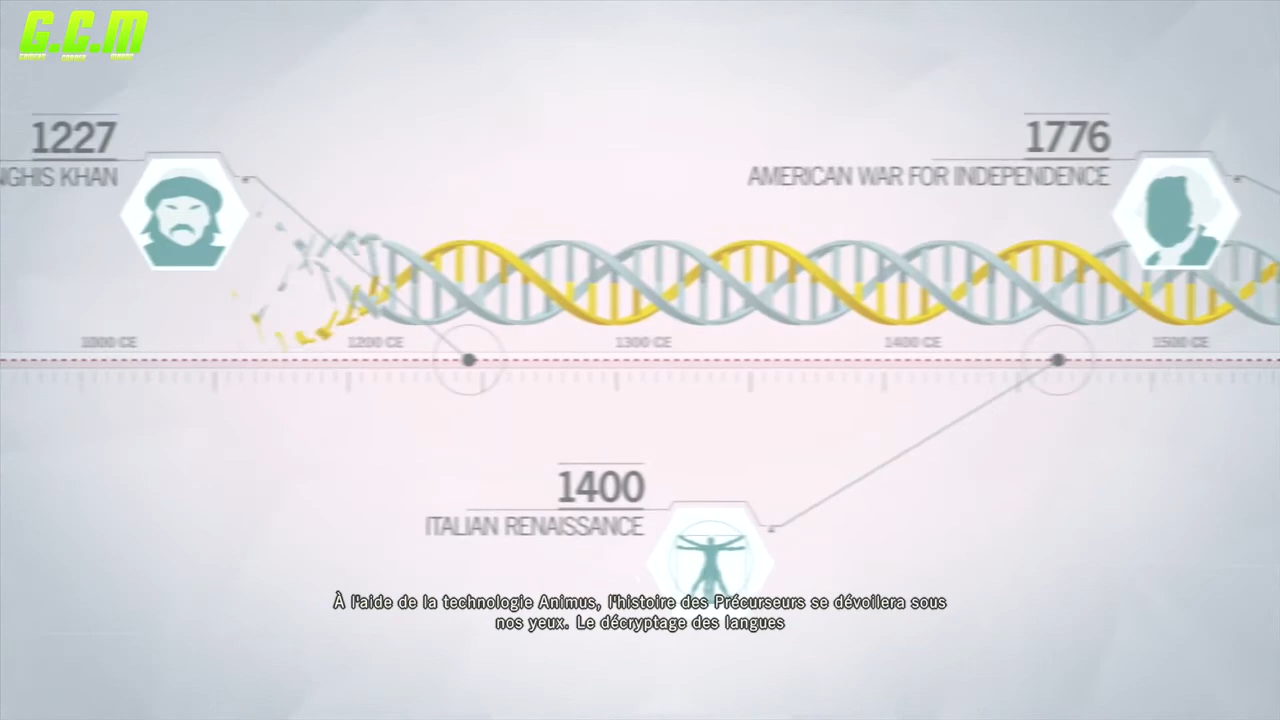 G.C.M
1227
NGHIS KHAN
1776
AMERICAN WAR FOR INDEPENDENCE
1000 CE
1200 CE
1300 CE
1400 CE
1500 CE
1400
ITALIAN RENAISSANCE
À l'aide de la technologie Animus, l'histoire des Précurseurs se dévoilera sous
nos yeux. Le décryptage des langues